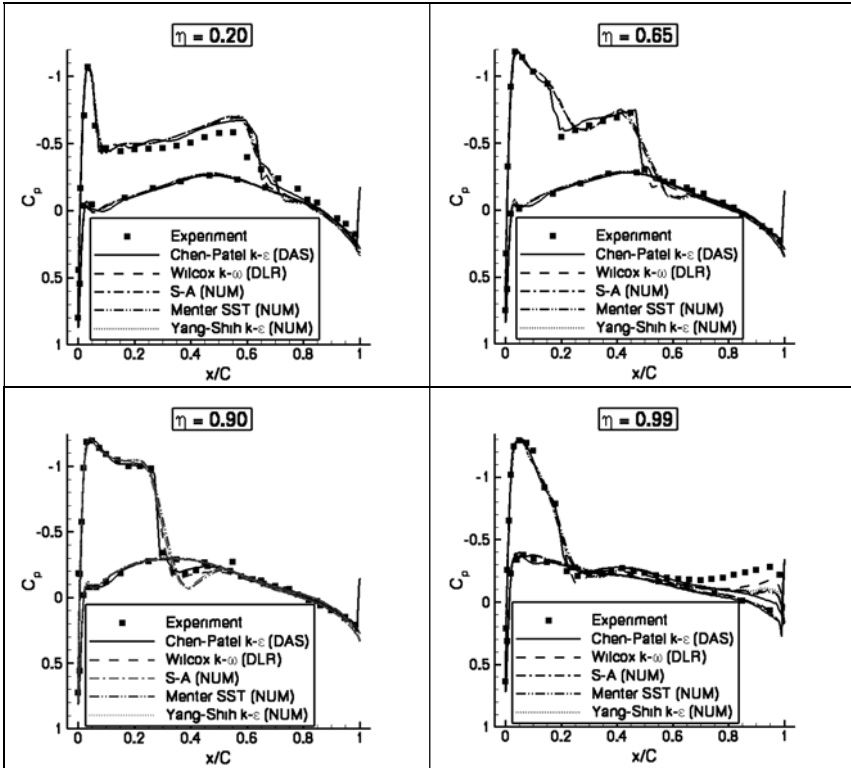 η = 0.20
-1
-0.5
0
0.5
1
Cp
Experiment
Chen-Patel k-ε (DAS)
Wilcox k-ω (DLR)
S-A (NUM)
Menter SST (NUM)
Yang-Shih k-ε (NUM)
0 0.2 0.4 0.6 0.8 1
x/C
η = 0.65
-1
-0.5
0
0.5
1
Cp
Experiment
Chen-Patel k-ε (DAS)
Wilcox k-ω (DLR)
S-A (NUM)
Menter SST (NUM)
Yang-Shih k-ε (NUM)
0 0.2 0.4 0.6 0.8 1
x/C
η = 0.90
-1
-0.5
0
0.5
1
Cp
Experiment
Chen-Patel k-ε (DAS)
Wilcox k-ω (DLR)
S-A (NUM)
Menter SST (NUM)
Yang-Shih k-ε (NUM)
0 0.2 0.4 0.6 0.8 1
x/C
η = 0.99
-1
-0.5
0
0.5
1
Cp
Experiment
Chen-Patel k-ε (DAS)
Wilcox k-ω (DLR)
S-A (NUM)
Menter SST (NUM)
Yang-Shih k-ε (NUM)
0 0.2 0.4 0.6 0.8 1
x/C